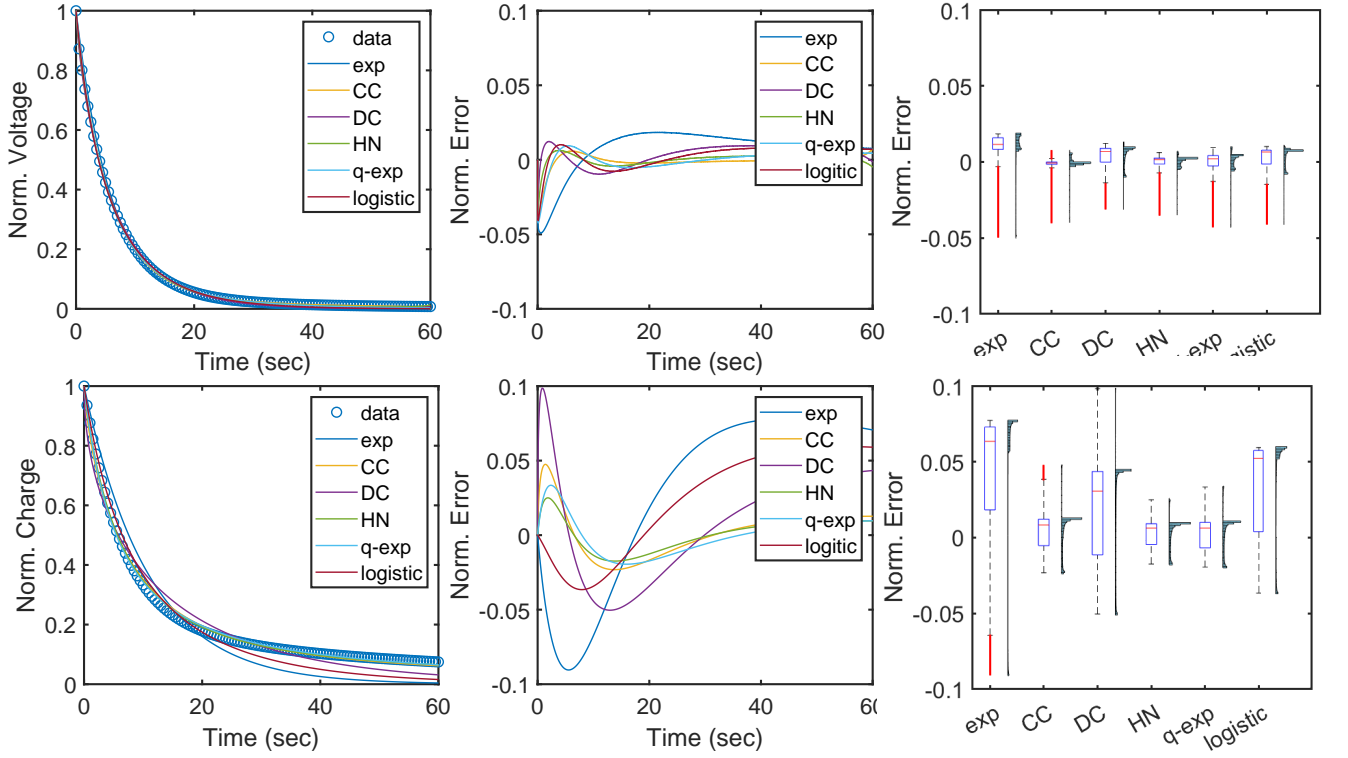 1
0.8
0.6
0.4
0.2
0
0
20
40
60
Norm. Voltage
Time (sec)
data
exp
CC
DC
HN
q-exp
logistic
0.1
0.05
0
-0.05
-0.1
0
20
40
60
Norm. Error
Time (sec)
exp
CC
DC
HN
q-exp
logitic
0.1
0.05
0
-0.05
-0.1
Norm. Error
exp
CC
DC
HN
-exp
gistic
1
0.8
0.6
0.4
0.2
0
0
20
40
60
Norm. Charge
Time (sec)
data
exp
CC
DC
HN
q-exp
logistic
0.1
0.05
0
-0.05
-0.1
0
20
40
60
Norm. Error
Time (sec)
exp
CC
DC
HN
q-exp
logitic
0.1
0.05
0
-0.05
-0.1
Norm. Error
exp
CC
DC
HN
q-exp
logistic